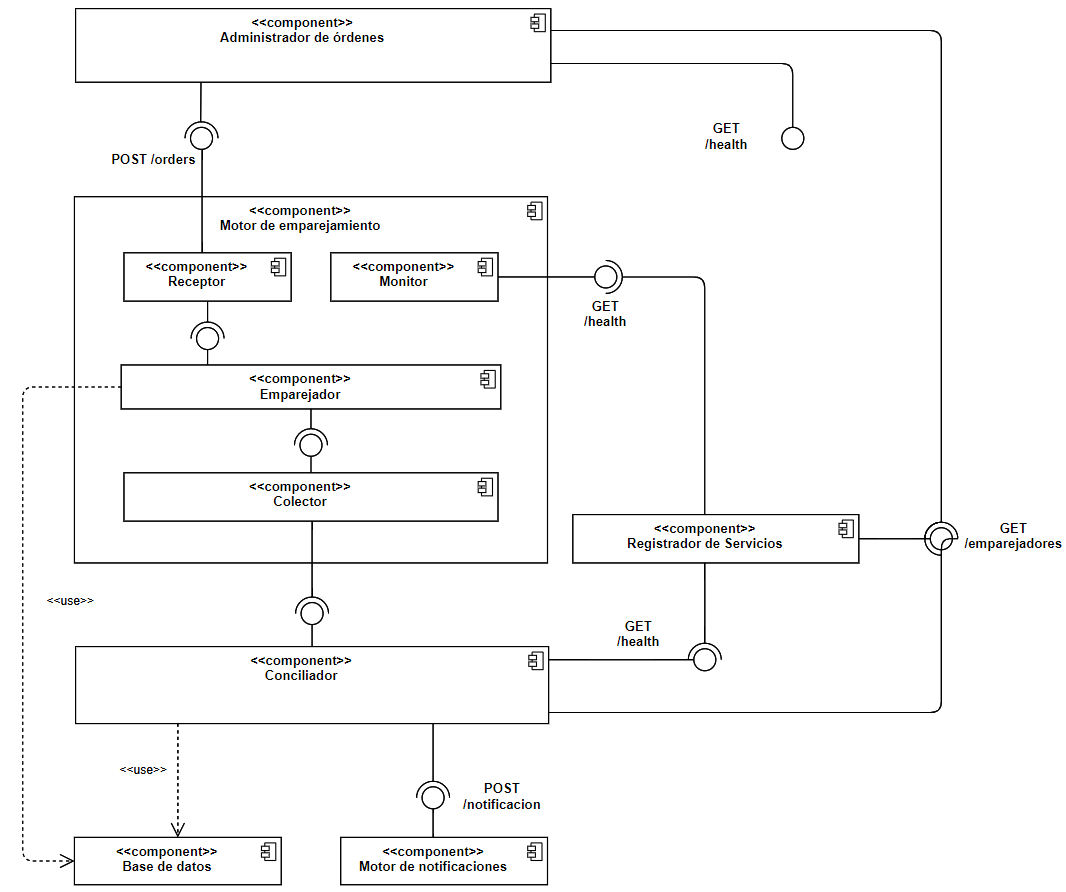 <<component>>
Administrador de órdenes
GET
/health
POST /orders
<<component>>
Motor de emparejamiento
<<component>>
Receptor
<<component>>
Monitor
GET
/health
<<component>>
Emparejador
<<component>>
Colector
<<component>>
Registrador de Servicios
GET
/emparejadores
<<use>>
GET
/health
<<component>>
Conciliador
<<use>>
POST
/notificacion
<<component>>
Base de datos
<<component>>
Motor de notificaciones